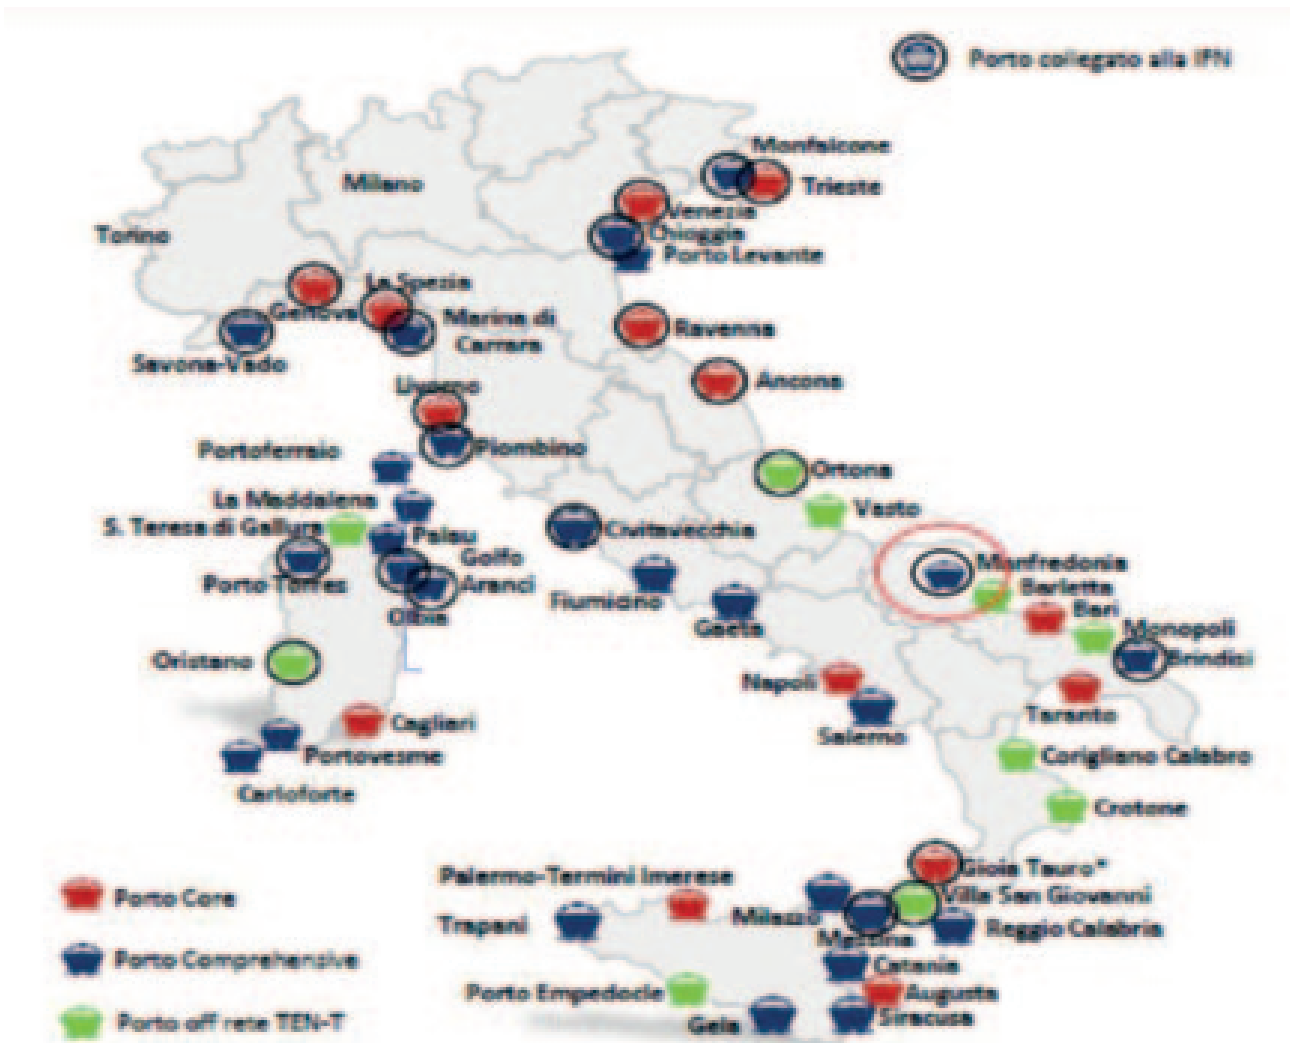 Porto collegato alla IFN
Monfalcone
Milano
Trieste
Venezia
Torino
Chioggia
Porto Levante
La Spezia
Genova
Marina di
Carrara
Ravenna
Savona-Vado
Livorno
Ancona
Portoferraio
Piombino
Ortona
La Maddalena
Vasto
S. Teresa di Gallura
Palau
Civitavecchia
Golfo
Aranci
Manfredonia
Porto Torres
Barletta
Fiumicino
Olbia
Bari
Gaeta
Monopoli
Brindisi
Oristano
Napoli
Taranto
Cagliari
Salerno
Portovesme
Corigliano Calabro
Carloforte
Crotone
Gioia Tauro*
Palermo-Termini Imerese
Porto Core
Villa San Giovanni
Milazzo
Trapani
Reggio Calabria
Messina
Porto Comprehensive
Catania
Porto Empedocle
Augusta
Porto off rete TEN-T
Gela
Siracusa